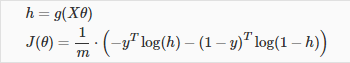 h = g(Xθ)
J(θ) = 1/m · (−y^T log(h) − (1 − y)^T log(1 − h))